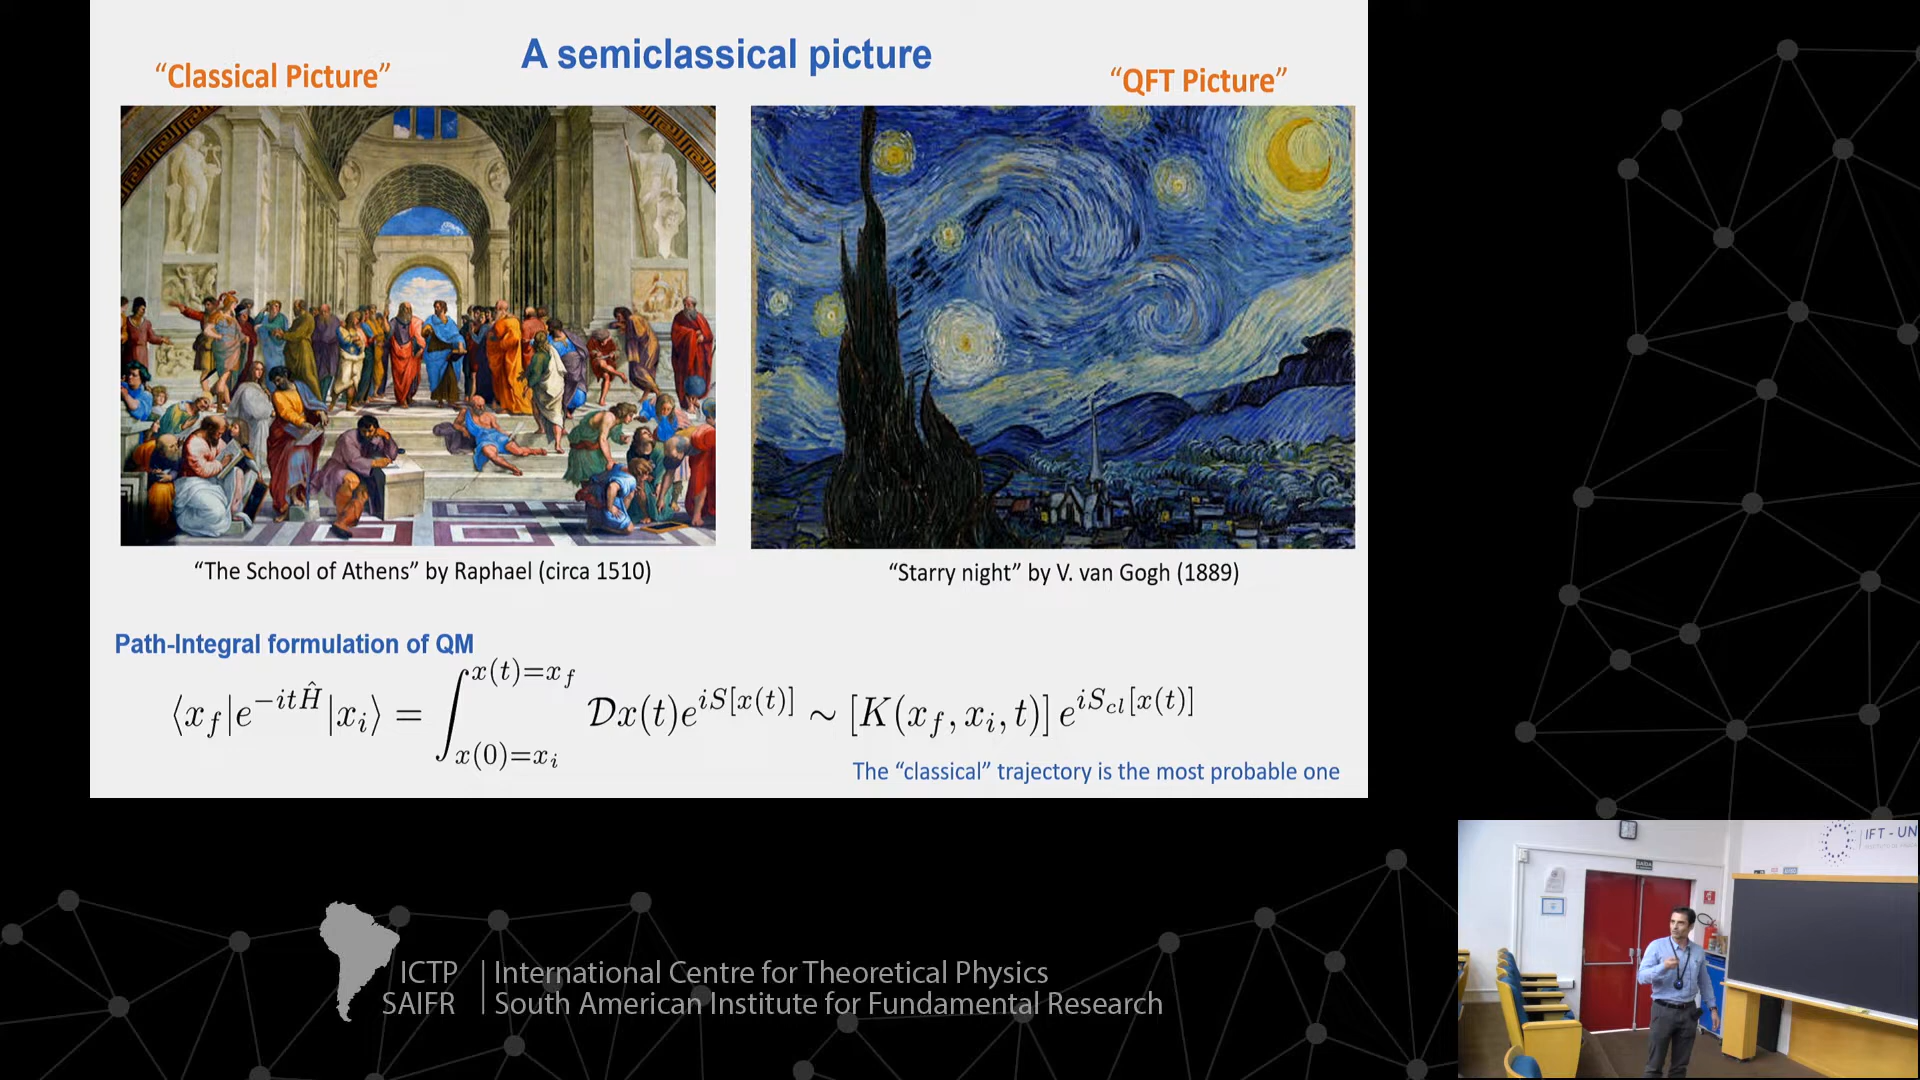 A semiclassical picture
“Classical Picture”
“QFT Picture”
“The School of Athens” by Raphael (circa 1510)
“Starry night” by V. van Gogh (1889)
Path-Integral formulation of QM
⟨x_f|e^{-itĤ}|x_i⟩ = ∫_{x(0)=x_i}^{x(t)=x_f} 𝒟x(t)e^{iS[x(t)]} ∼ [K(x_f, x_i, t)] e^{iS_{cl}[x(t)]}
The “classical” trajectory is the most probable one
ICTP
SAIFR
International Centre for Theoretical Physics
South American Institute for Fundamental Research
IFT - UN